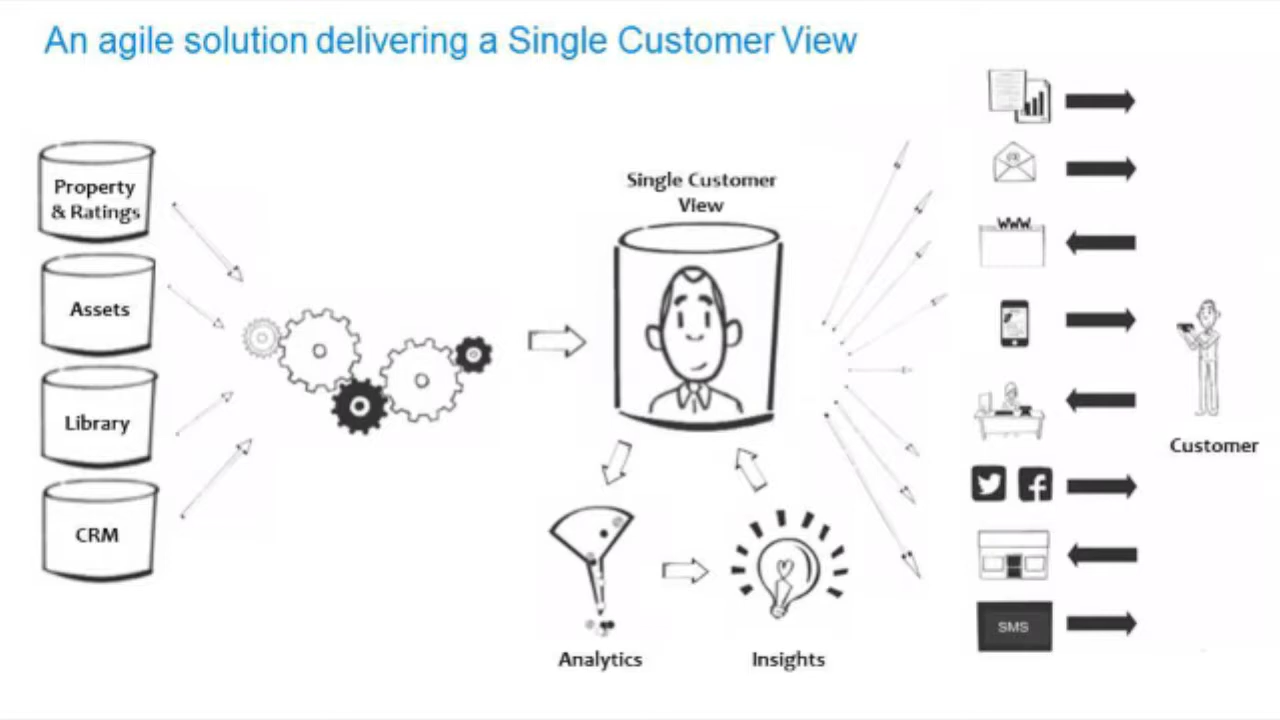 An agile solution delivering a Single Customer View
Property
& Ratings
Assets
Library
CRM
Single Customer
View
Analytics
Insights
@
WWW
SMS
Customer